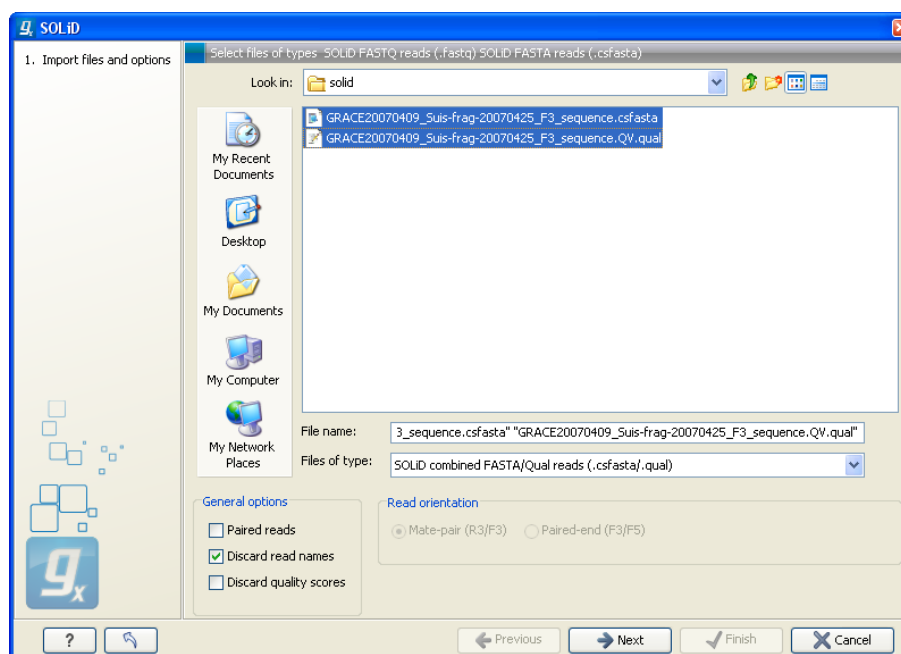 SOLiD
1. Import files and options
Select files of types SOLiD FASTQ reads (.fastq) SOLiD FASTA reads (.csfasta)
Look in:
solid
GRACE20070409_Suis-frag-20070425_F3_sequence.csfasta
GRACE20070409_Suis-frag-20070425_F3_sequence.QV.qual
My Recent
Documents
Desktop
My Documents
My Computer
My Network
Places
File name:
3_sequence.csfasta" "GRACE20070409_Suis-frag-20070425_F3_sequence.QV.qual"
Files of type:
SOLiD combined FASTA/Qual reads (.csfasta/.qual)
General options
Paired reads
Discard read names
Discard quality scores
Read orientation
Mate-pair (R3/F3)
Paired-end (F3/F5)
gx
?
Previous
Next
Finish
Cancel